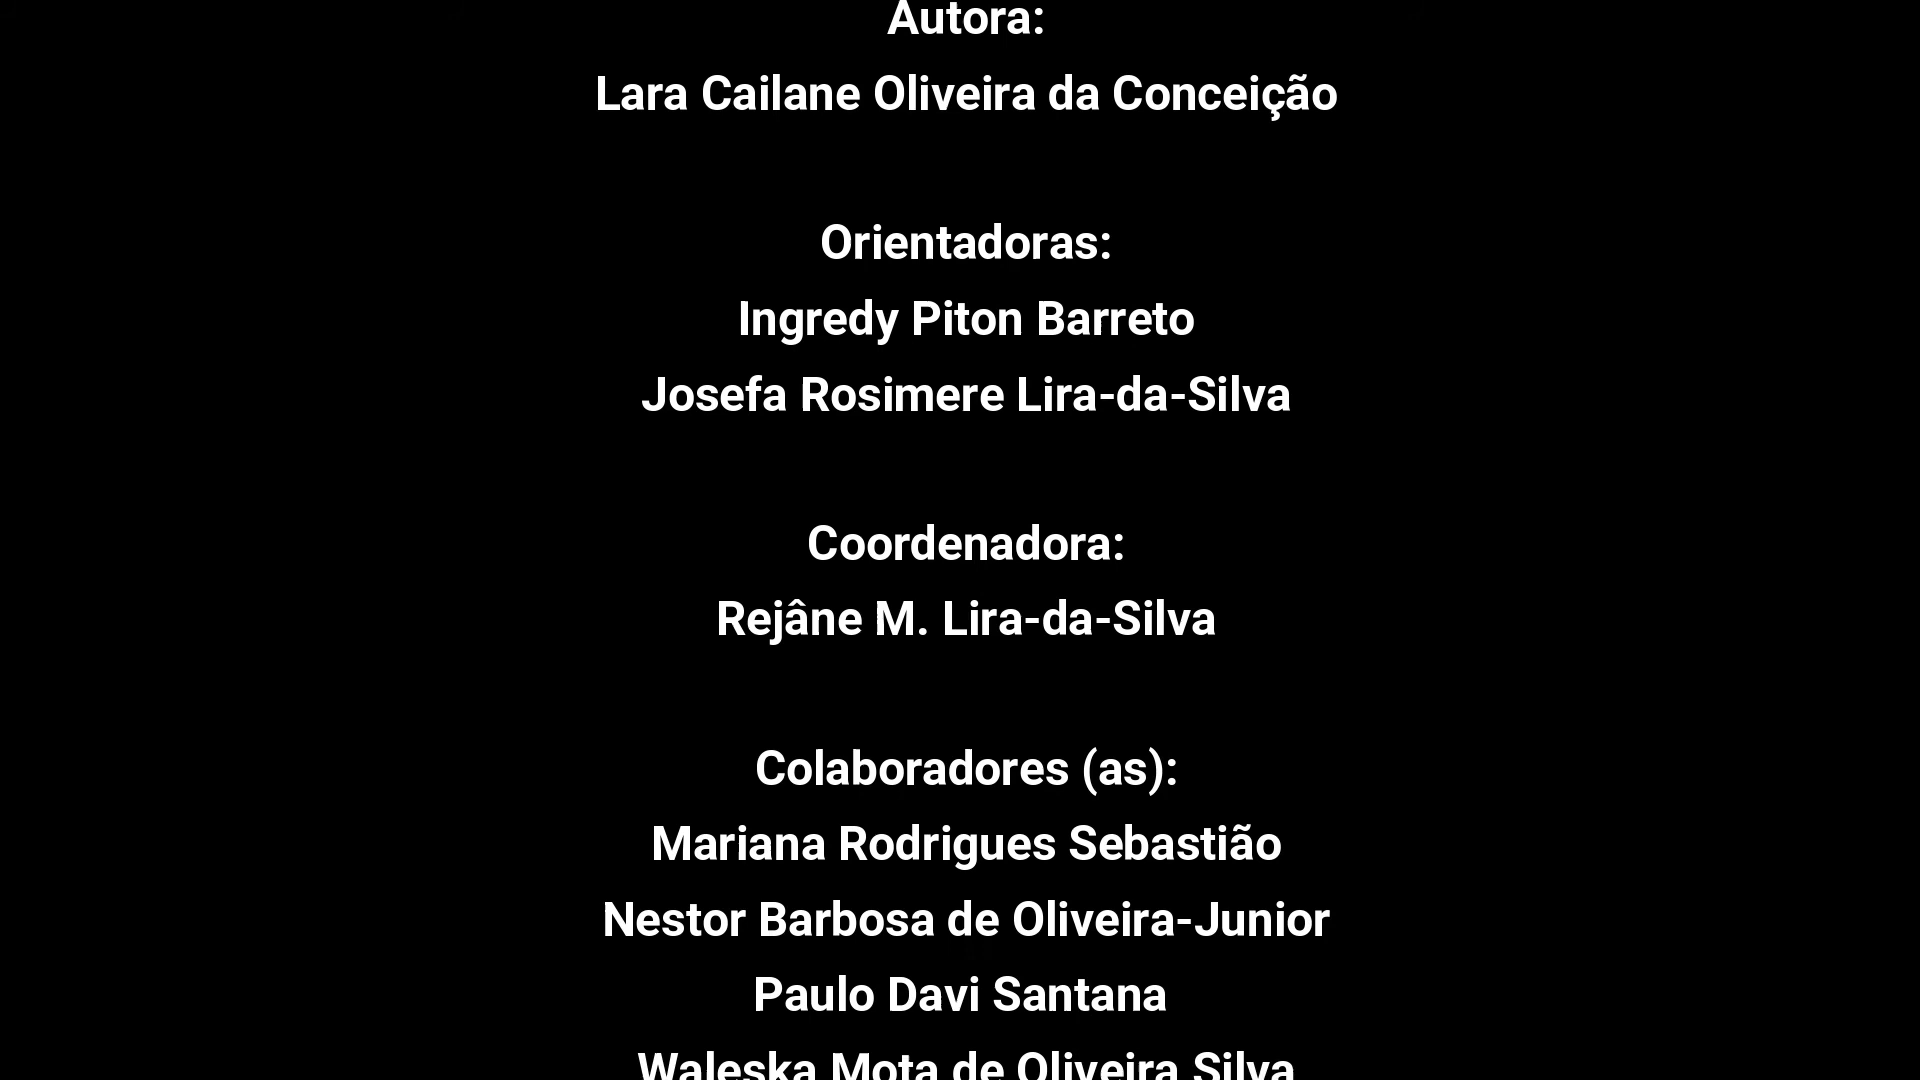 Autora:
Lara Cailane Oliveira da Conceição
Orientadoras:
Ingredy Piton Barreto
Josefa Rosimere Lira-da-Silva
Coordenadora:
Rejâne M. Lira-da-Silva
Colaboradores (as):
Mariana Rodrigues Sebastião
Nestor Barbosa de Oliveira-Junior
Paulo Davi Santana
Waleska Mota de Oliveira Silva